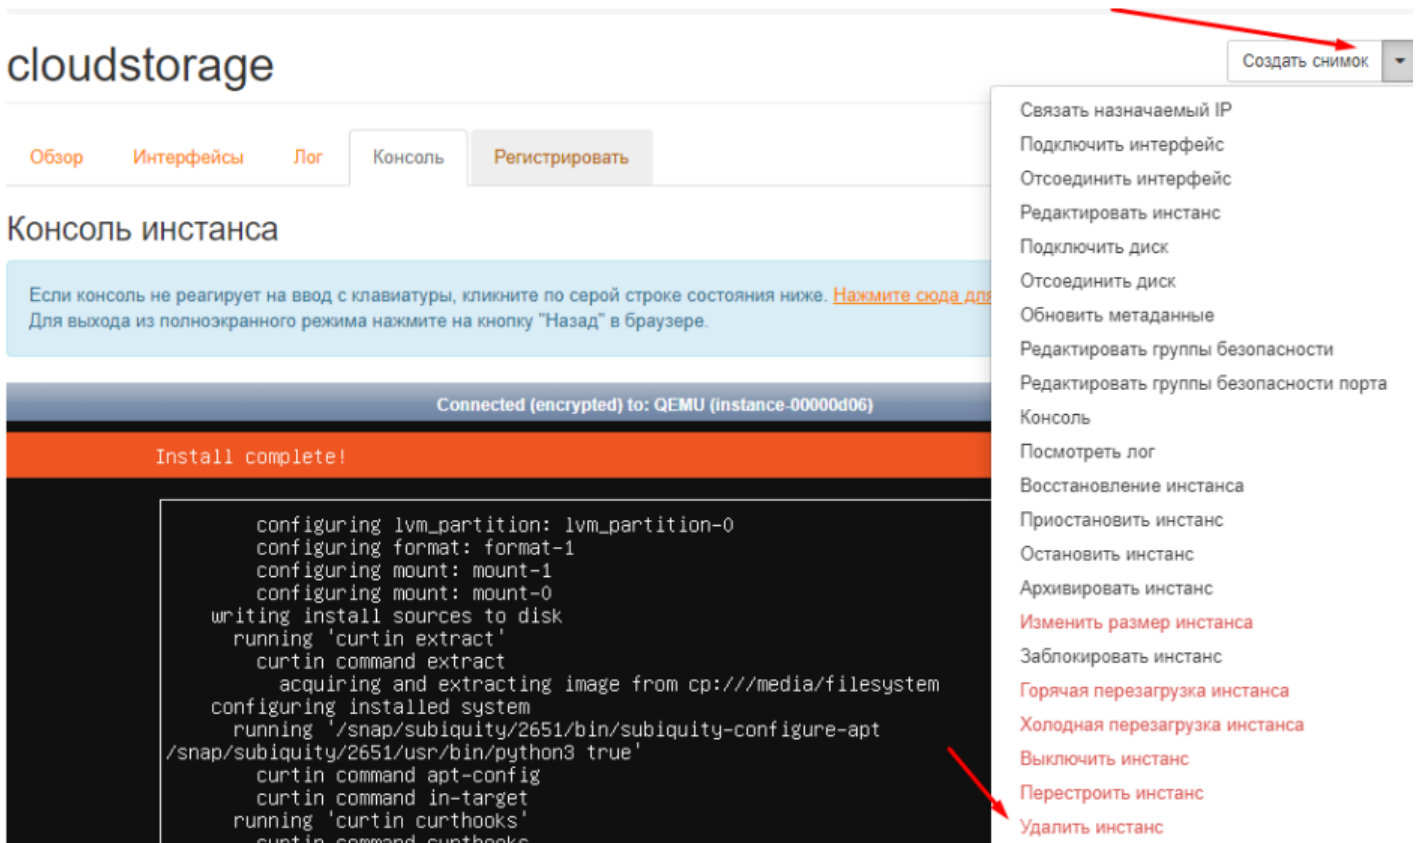 cloudstorage
Создать снимок
Обзор Интерфейсы Лог Консоль Регистрировать
Консоль инстанса
Если консоль не реагирует на ввод с клавиатуры, кликните по серой строке состояния ниже. Нажмите сюда для
Для выхода из полноэкранного режима нажмите на кнопку "Назад" в браузере.
Connected (encrypted) to: QEMU (instance-00000d06)
Install complete!
configuring lvm_partition: lvm_partition-0
configuring format: format-1
configuring mount: mount-1
configuring mount: mount-0
writing install sources to disk
running 'curtin extract'
curtin command extract
acquiring and extracting image from cp:///media/filesystem
configuring installed system
running '/snap/subiquity/2651/bin/subiquity-configure-apt
/snap/subiquity/2651/usr/bin/python3 true'
curtin command apt-config
curtin command in-target
running 'curtin curthooks'
curtin command curthooks
Связать назначаемый IP
Подключить интерфейс
Отсоединить интерфейс
Редактировать инстанс
Подключить диск
Отсоединить диск
Обновить метаданные
Редактировать группы безопасности
Редактировать группы безопасности порта
Консоль
Посмотреть лог
Восстановление инстанса
Приостановить инстанс
Остановить инстанс
Архивировать инстанс
Изменить размер инстанса
Заблокировать инстанс
Горячая перезагрузка инстанса
Холодная перезагрузка инстанса
Выключить инстанс
Перестроить инстанс
Удалить инстанс